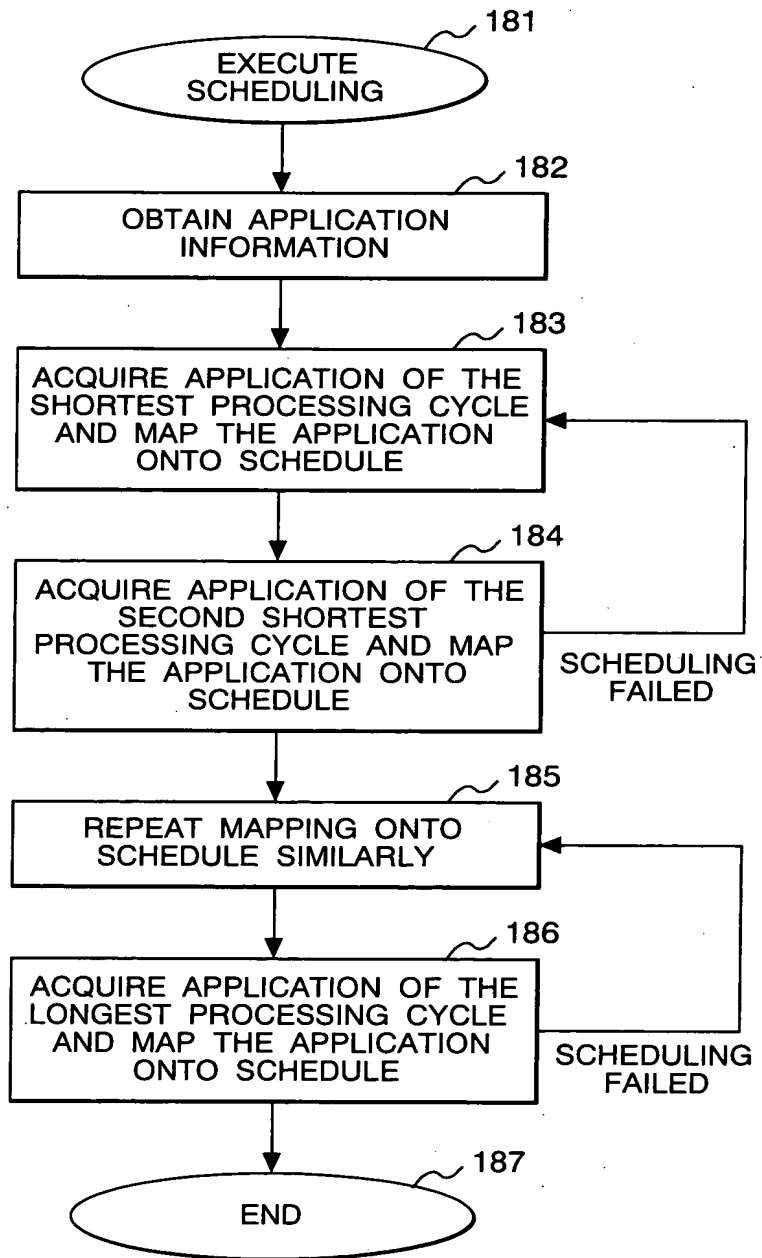 181
EXECUTE
SCHEDULING
182
OBTAIN APPLICATION
INFORMATION
183
ACQUIRE APPLICATION OF THE
SHORTEST PROCESSING CYCLE
AND MAP THE APPLICATION
ONTO SCHEDULE
184
ACQUIRE APPLICATION OF THE
SECOND SHORTEST
PROCESSING CYCLE AND MAP
THE APPLICATION ONTO
SCHEDULE
SCHEDULING
FAILED
185
REPEAT MAPPING ONTO
SCHEDULE SIMILARLY
186
ACQUIRE APPLICATION OF THE
LONGEST PROCESSING CYCLE
AND MAP THE APPLICATION
ONTO SCHEDULE
SCHEDULING
FAILED
187
END